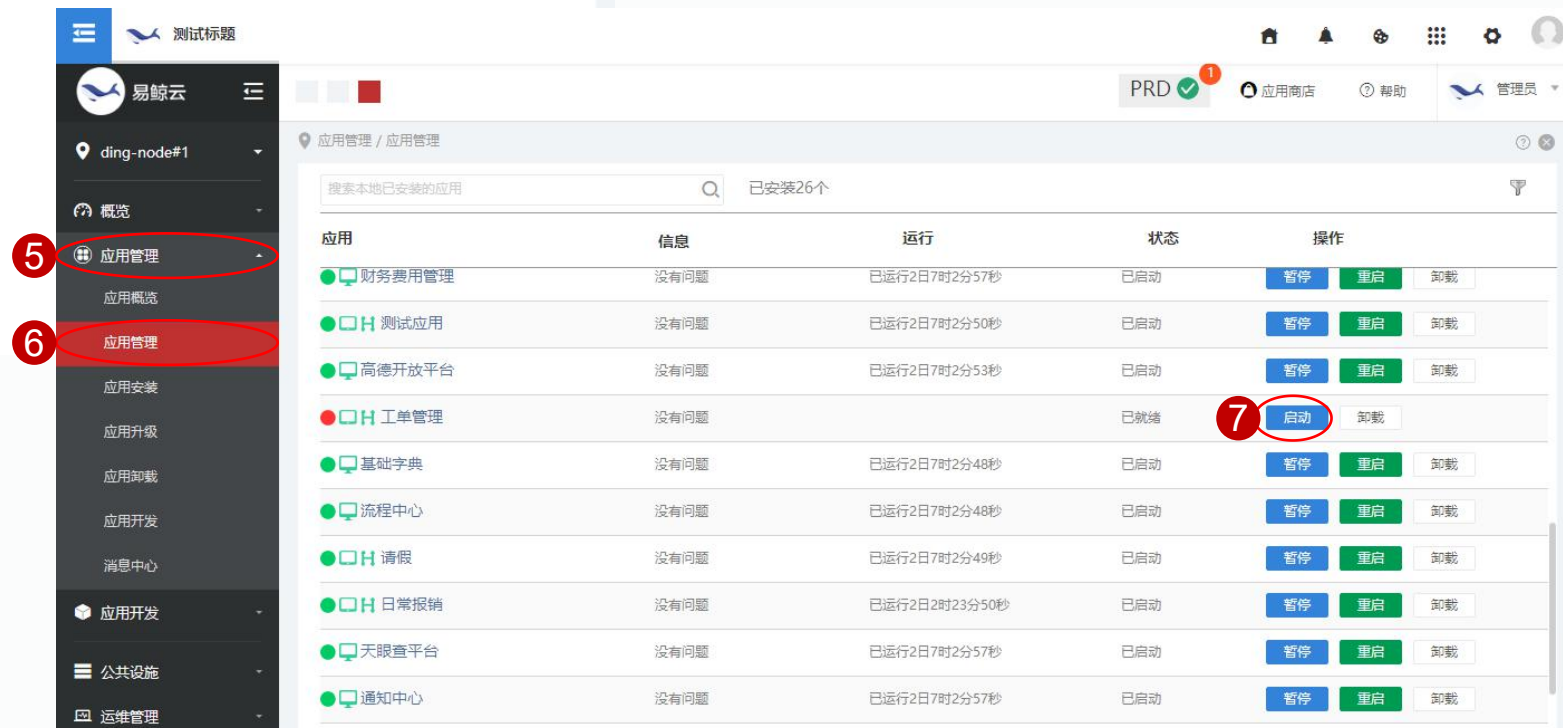 测试标题
易鲸云
PRD 1 应用商店 帮助 管理员
ding-node#1
应用管理 / 应用管理
搜索本地已安装的应用 已安装26个
概览
5 应用管理
应用概览
6 应用管理
应用安装
应用升级
应用卸载
应用开发
消息中心
应用开发
公共设施
运维管理
应用 信息 运行 状态 操作
财务费用管理 没有问题 已运行2日7时2分57秒 已启动 暂停 重启 卸载
H 测试应用 没有问题 已运行2日7时2分50秒 已启动 暂停 重启 卸载
高德开放平台 没有问题 已运行2日7时2分53秒 已启动 暂停 重启 卸载
H 工单管理 没有问题 已就绪 7 启动 卸载
基础字典 没有问题 已运行2日7时2分48秒 已启动 暂停 重启 卸载
流程中心 没有问题 已运行2日7时2分48秒 已启动 暂停 重启 卸载
H 请假 没有问题 已运行2日7时2分49秒 已启动 暂停 重启 卸载
H 日常报销 没有问题 已运行2日2时23分50秒 已启动 暂停 重启 卸载
天眼查平台 没有问题 已运行2日7时2分57秒 已启动 暂停 重启 卸载
通知中心 没有问题 已运行2日7时2分57秒 已启动 暂停 重启 卸载